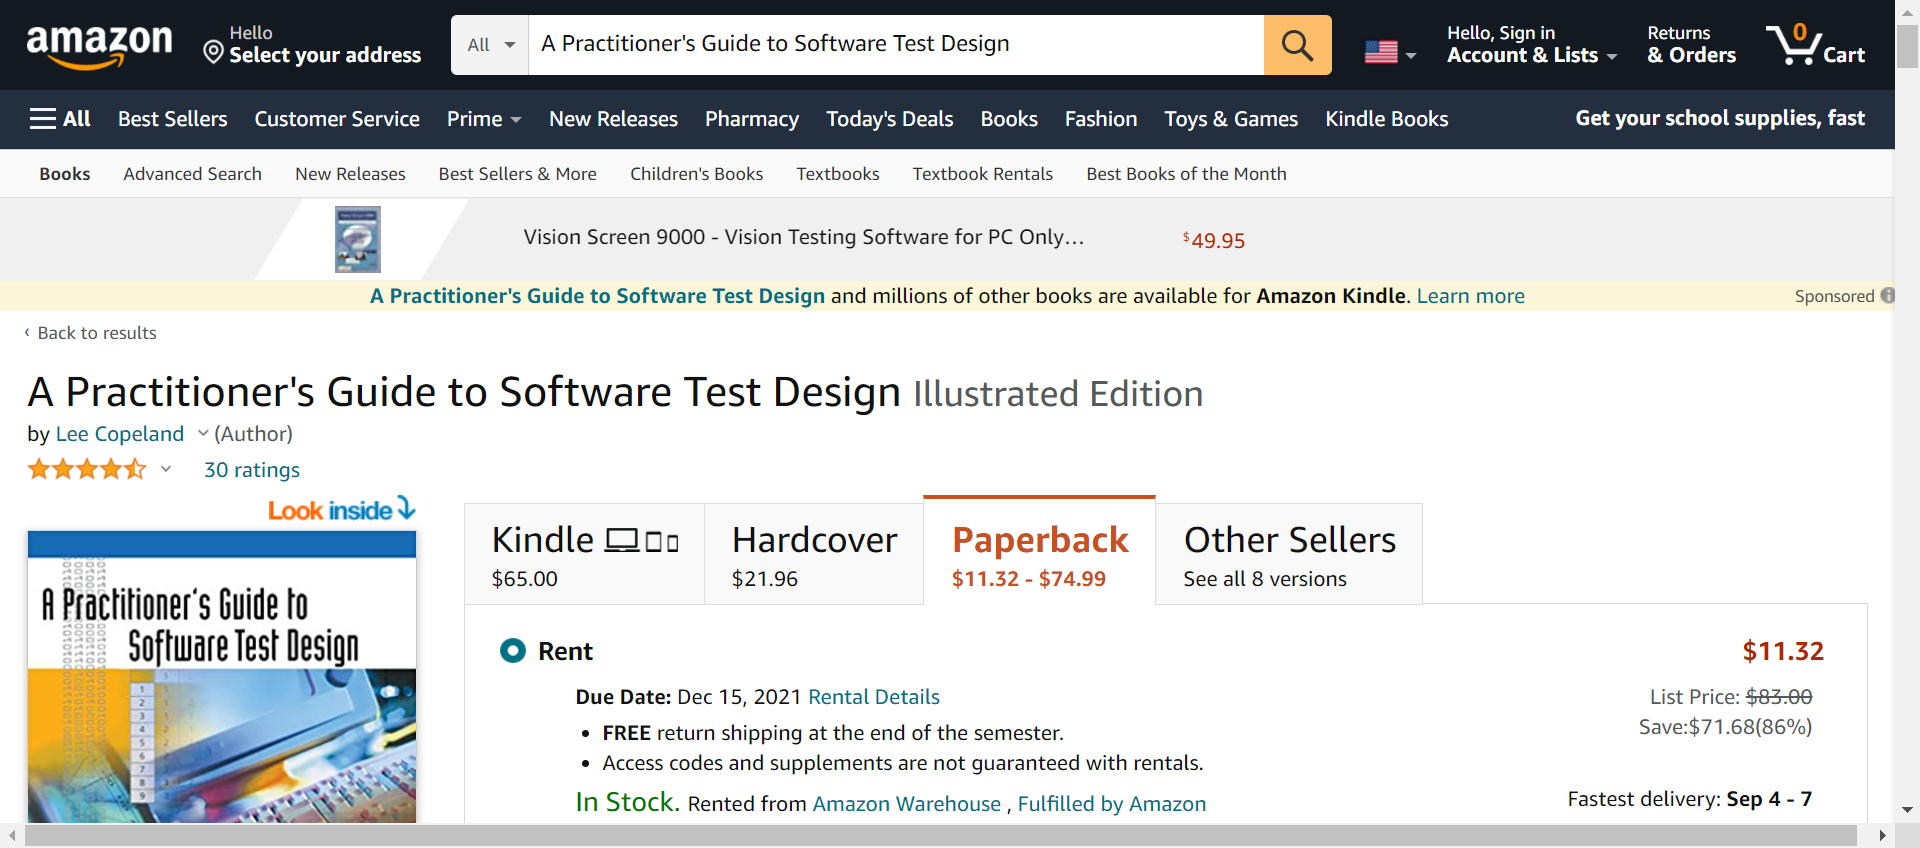 amazon
Hello
Select your address
All
A Practitioner's Guide to Software Test Design
Hello, Sign in
Account & Lists
Returns
& Orders
0
Cart
All Best Sellers Customer Service Prime New Releases Pharmacy Today's Deals Books Fashion Toys & Games Kindle Books Get your school supplies, fast
Books Advanced Search New Releases Best Sellers & More Children's Books Textbooks Textbook Rentals Best Books of the Month
Vision Screen 9000 - Vision Testing Software for PC Only… $49.95
A Practitioner's Guide to Software Test Design and millions of other books are available for Amazon Kindle. Learn more
Sponsored
‹ Back to results
A Practitioner's Guide to Software Test Design Illustrated Edition
by Lee Copeland (Author)
30 ratings
Look inside
A Practitioner's Guide to
Software Test Design
1
2
3
4
5
6
7
8
9
Kindle
$65.00
Hardcover
$21.96
Paperback
$11.32 - $74.99
Other Sellers
See all 8 versions
Rent
$11.32
Due Date: Dec 15, 2021 Rental Details
List Price: $83.00
Save:$71.68(86%)
• FREE return shipping at the end of the semester.
• Access codes and supplements are not guaranteed with rentals.
In Stock. Rented from Amazon Warehouse , Fulfilled by Amazon
Fastest delivery: Sep 4 - 7